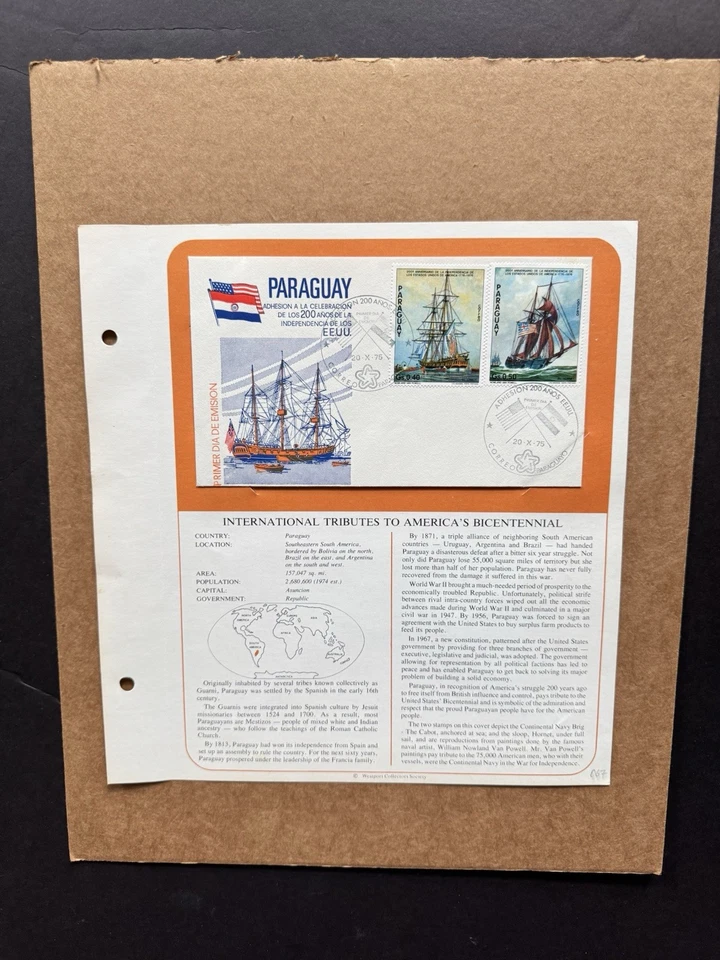 PARAGUAY
ADHESION A LA CELEBRACION
DE LOS 200 AÑOS DE LA
INDEPENDENCIA DE LOS
EEUU
PRIMER DIA DE EMISION
PARAGUAY
Gs 0.40
PARAGUAY
Gs 0.50
20-X-75
CORREO
ADHESION 200 AÑOS EEUU
20-X-75
CORREO
INTERNATIONAL TRIBUTES TO AMERICA'S BICENTENNIAL
COUNTRY: Paraguay
LOCATION: Southeastern South America,
bordered by Bolivia on the north,
Brazil on the east, and Argentina
on the south and west.
AREA: 157,047 sq. mi.
POPULATION: 2,680,600 (1974 est.)
CAPITAL: Asuncion
GOVERNMENT: Republic
Originally inhabited by several tribes known collectively as
Guarni, Paraguay was settled by the Spanish in the early 16th
century.
The Guarnis were integrated into Spanish culture by Jesuit
missionaries between 1524 and 1700. As a result, most
Paraguayans are Mestizos — people of mixed white and Indian
ancestry — who follow the teachings of the Roman Catholic
Church.
By 1813, Paraguay had won its independence from Spain and
set up an assembly to rule the country. For the next sixty years,
Paraguay prospered under the leadership of the Francia family.
By 1871, a triple alliance of neighboring South American
countries — Uruguay, Argentina and Brazil — had handed
Paraguay a disasterous defeat after a bitter six year struggle. Not
only did Paraguay lose 55,000 square miles of territory but she
lost more than half of her population. Paraguay has never fully
recovered from the damage it suffered in this war.
World War II brought a much-needed period of prosperity to the
economically troubled Republic. Unfortunately, political strife
between rival intra-country forces wiped out all the economic
advances made during World War II and culminated in a major
civil war in 1947. By 1956, Paraguay was forced to sign an
agreement with the United States to buy surplus farm products to
feed its people.
In 1967, a new constitution, patterned after the United States
government by providing for three branches of government —
executive, legislative and judicial, was adopted. The government
allowing for representation by all political factions has led to
peace and has enabled Paraguay to get back to solving its major
problem of building a solid economy.
Paraguay, in recognition of America's struggle 200 years ago
to free itself from British influence and control, pays tribute to the
United States' Bicentennial and is symbolic of the admiration and
respect that the proud Paraguayan people have for the American
people.
The two stamps on this cover depict the Continental Navy Brig
- The Cabot, anchored at sea; and the sloop, Hornet, under full
sail, and are reproductions from paintings done by the famous
naval artist, William Nowland Van Powell. Mr. Van Powell's
paintings pay tribute to the 75,000 American men, who with their
vessels, were the Continental Navy in the War for Independence.
© Westport Collectors Society